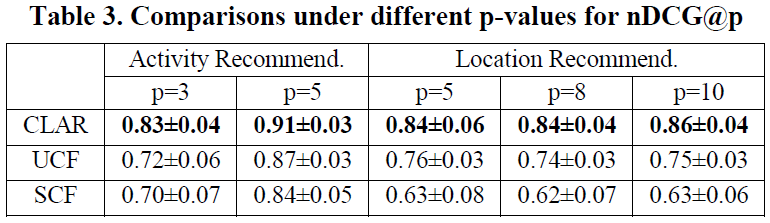 Table 3. Comparisons under different p-values for nDCG@p
Activity Recommend. Location Recommend.
p=3 p=5 p=5 p=8 p=10
CLAR 0.83±0.04 0.91±0.03 0.84±0.06 0.84±0.04 0.86±0.04
UCF 0.72±0.06 0.87±0.03 0.76±0.03 0.74±0.03 0.75±0.03
SCF 0.70±0.07 0.84±0.05 0.63±0.08 0.62±0.07 0.63±0.06